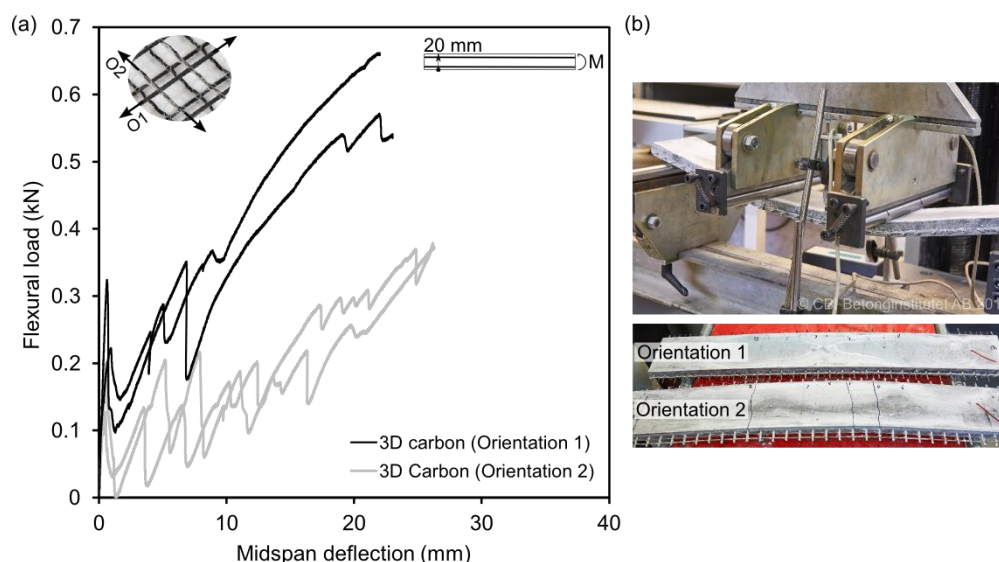 (a)
0.7
0.6
0.5
0.4
0.3
0.2
0.1
0
Flexural load (kN)
O2
O1
20 mm
M
3D carbon (Orientation 1)
3D Carbon (Orientation 2)
0
10
20
30
40
Midspan deflection (mm)
(b)
© CBI Betonginstitutet AB 201
Orientation 1
Orientation 2